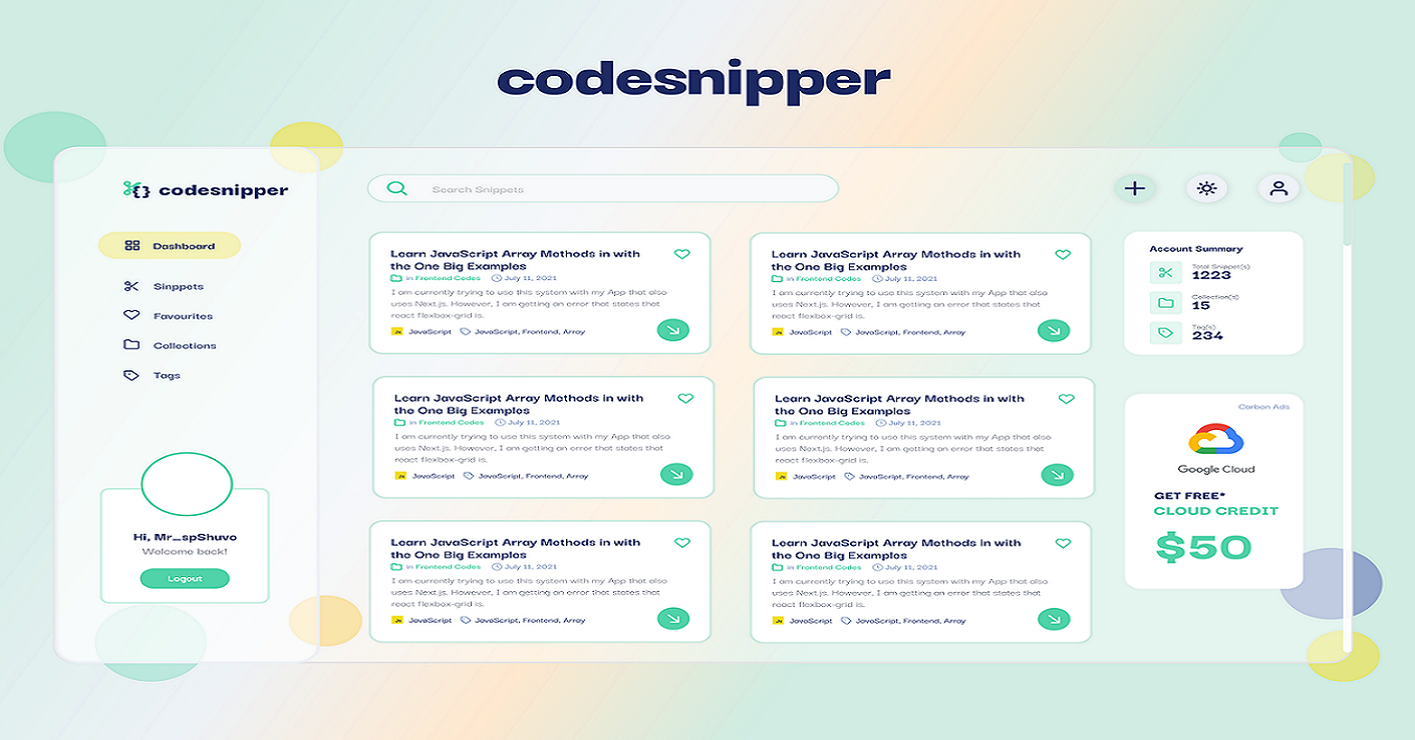 codesnipper
{} codesnipper
Dashboard
Sinppets
Favourites
Collections
Tags
Hi, Mr_spShuvo
Welcome back!
Logout
Search Snippets
Learn JavaScript Array Methods in with
the One Big Examples
in Frontend Codes July 11, 2021
I am currently trying to use this system with my App that also
uses Next.js. However, I am getting an error that states that
react flexbox-grid is.
JS JavaScript JavaScript, Frontend, Array
Learn JavaScript Array Methods in with
the One Big Examples
in Frontend Codes July 11, 2021
I am currently trying to use this system with my App that also
uses Next.js. However, I am getting an error that states that
react flexbox-grid is.
JS JavaScript JavaScript, Frontend, Array
Learn JavaScript Array Methods in with
the One Big Examples
in Frontend Codes July 11, 2021
I am currently trying to use this system with my App that also
uses Next.js. However, I am getting an error that states that
react flexbox-grid is.
JS JavaScript JavaScript, Frontend, Array
Learn JavaScript Array Methods in with
the One Big Examples
in Frontend Codes July 11, 2021
I am currently trying to use this system with my App that also
uses Next.js. However, I am getting an error that states that
react flexbox-grid is.
JS JavaScript JavaScript, Frontend, Array
Learn JavaScript Array Methods in with
the One Big Examples
in Frontend Codes July 11, 2021
I am currently trying to use this system with my App that also
uses Next.js. However, I am getting an error that states that
react flexbox-grid is.
JS JavaScript JavaScript, Frontend, Array
Learn JavaScript Array Methods in with
the One Big Examples
in Frontend Codes July 11, 2021
I am currently trying to use this system with my App that also
uses Next.js. However, I am getting an error that states that
react flexbox-grid is.
JS JavaScript JavaScript, Frontend, Array
Account Summary
Total Snippet(s)
1223
Collection(s)
15
Tag(s)
234
Carbon Ads
Google Cloud
GET FREE*
CLOUD CREDIT
$50